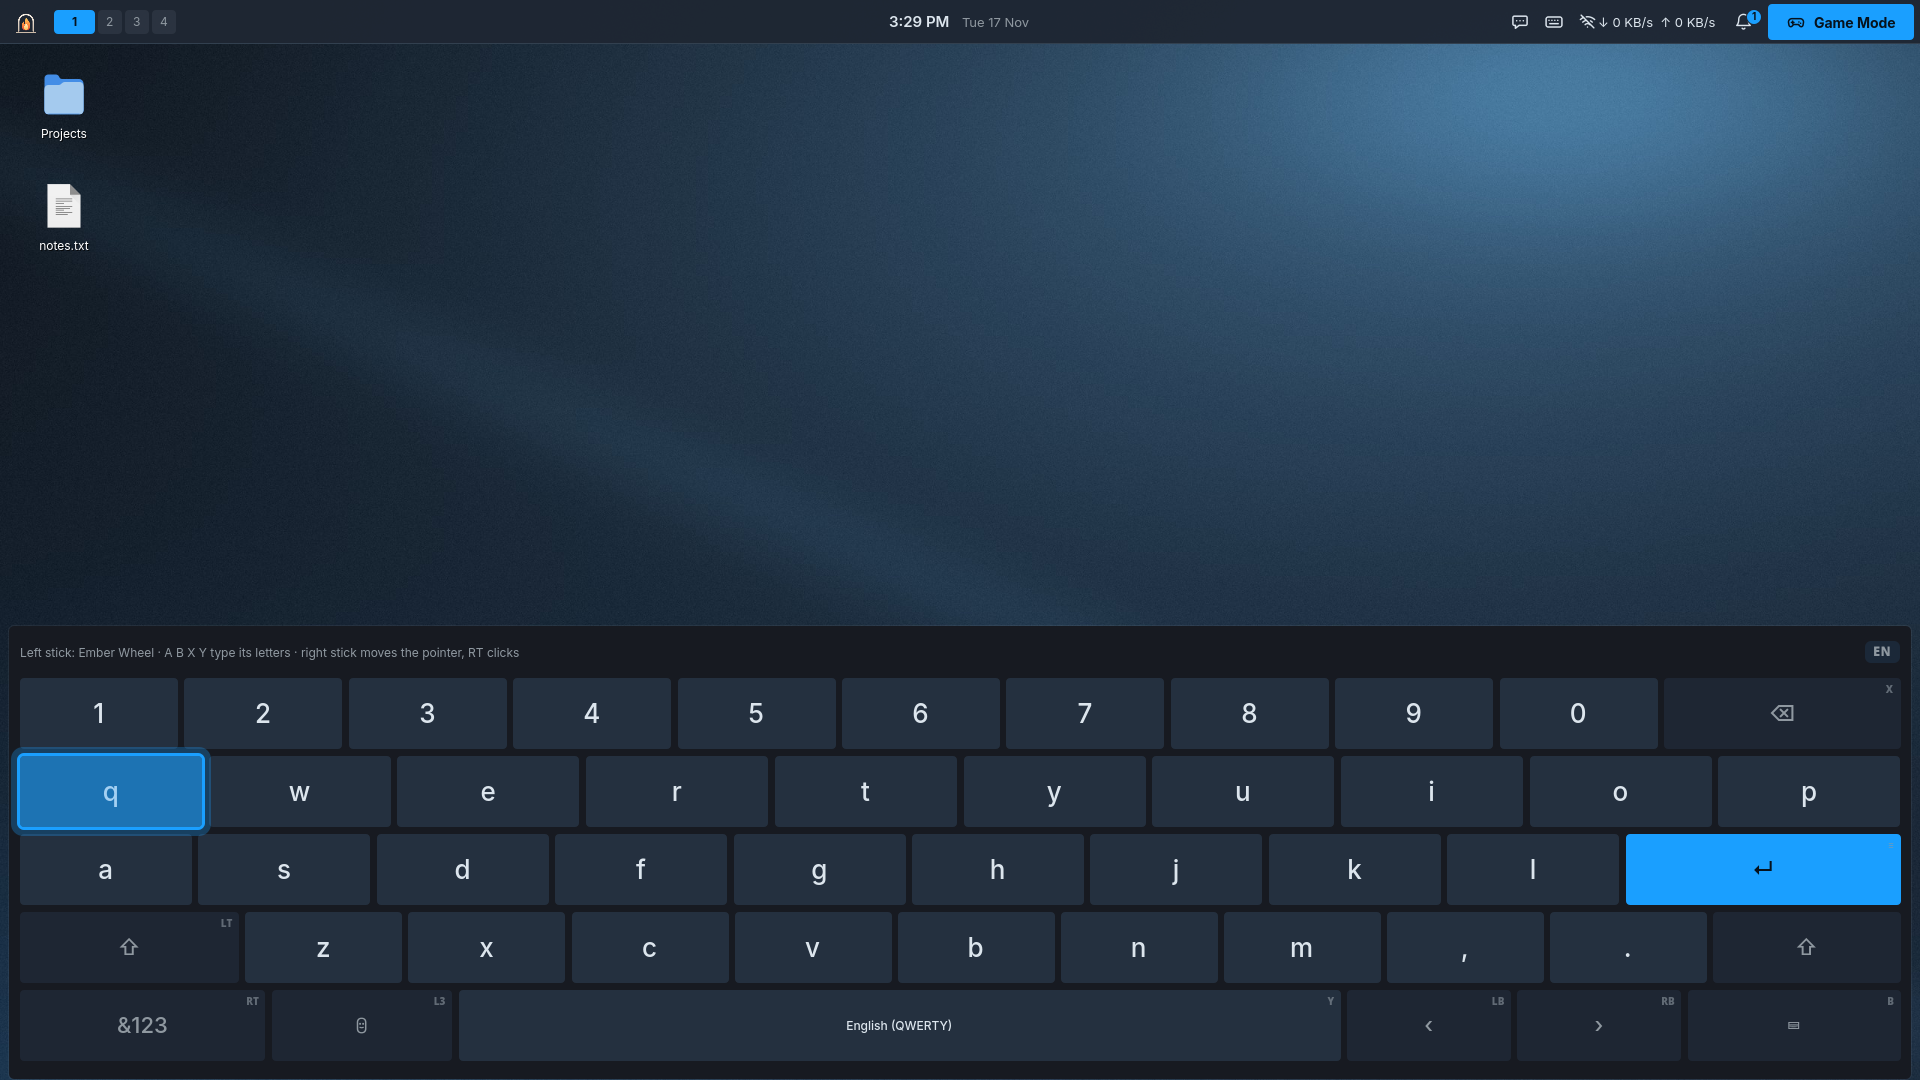 1 2 3 4
3:29 PM Tue 17 Nov
↓ 0 KB/s ↑ 0 KB/s
1
Game Mode
Projects
notes.txt
Left stick: Ember Wheel · A B X Y type its letters · right stick moves the pointer, RT clicks
EN
1 2 3 4 5 6 7 8 9 0 X
q w e r t y u i o p
a s d f g h j k l
LT z x c v b n m , .
&123 RT L3 English (QWERTY) Y ‹ LB › RB B